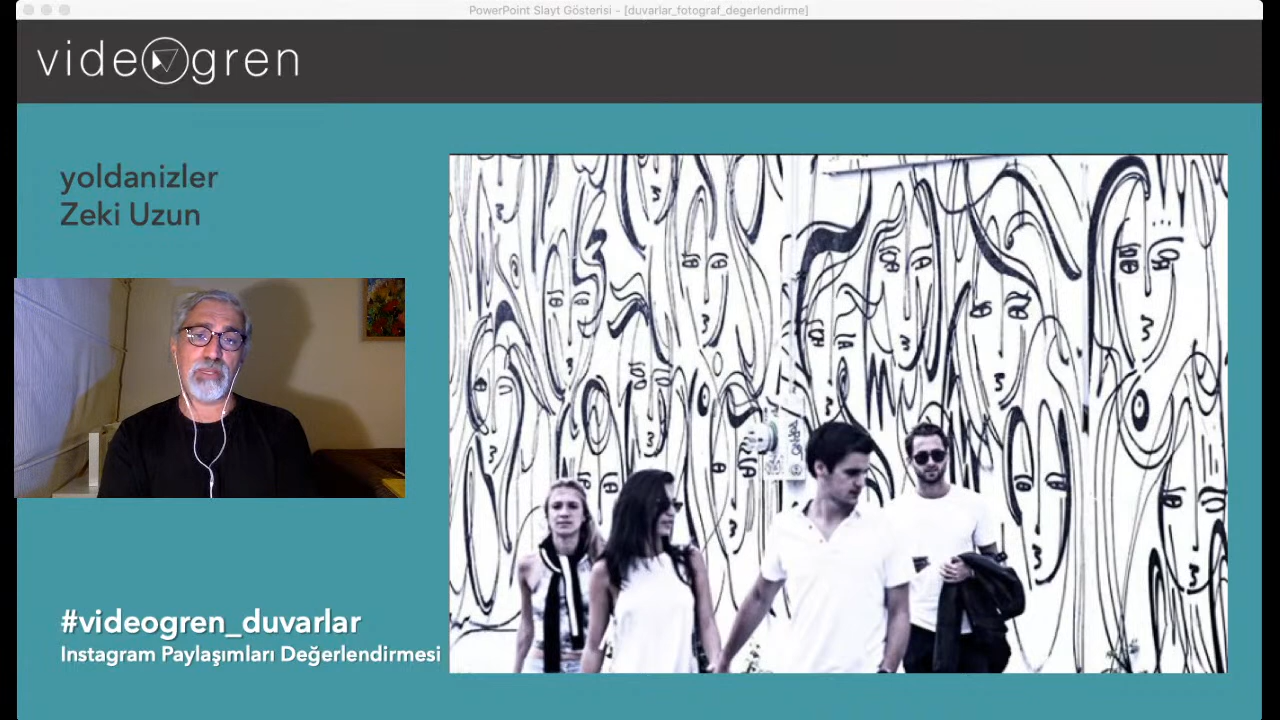 PowerPoint Slayt Gösterisi - [duvarlar_fotograf_degerlendirme]
videogren
yoldanizler
Zeki Uzun
#videogren_duvarlar
Instagram Paylaşımları Değerlendirmesi